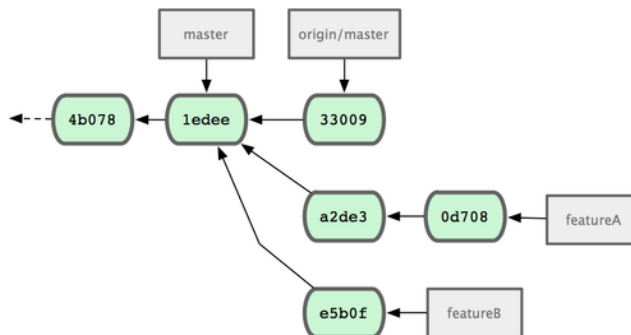 master
origin/master
4b078
1edee
33009
a2de3
0d708
featureA
e5b0f
featureB